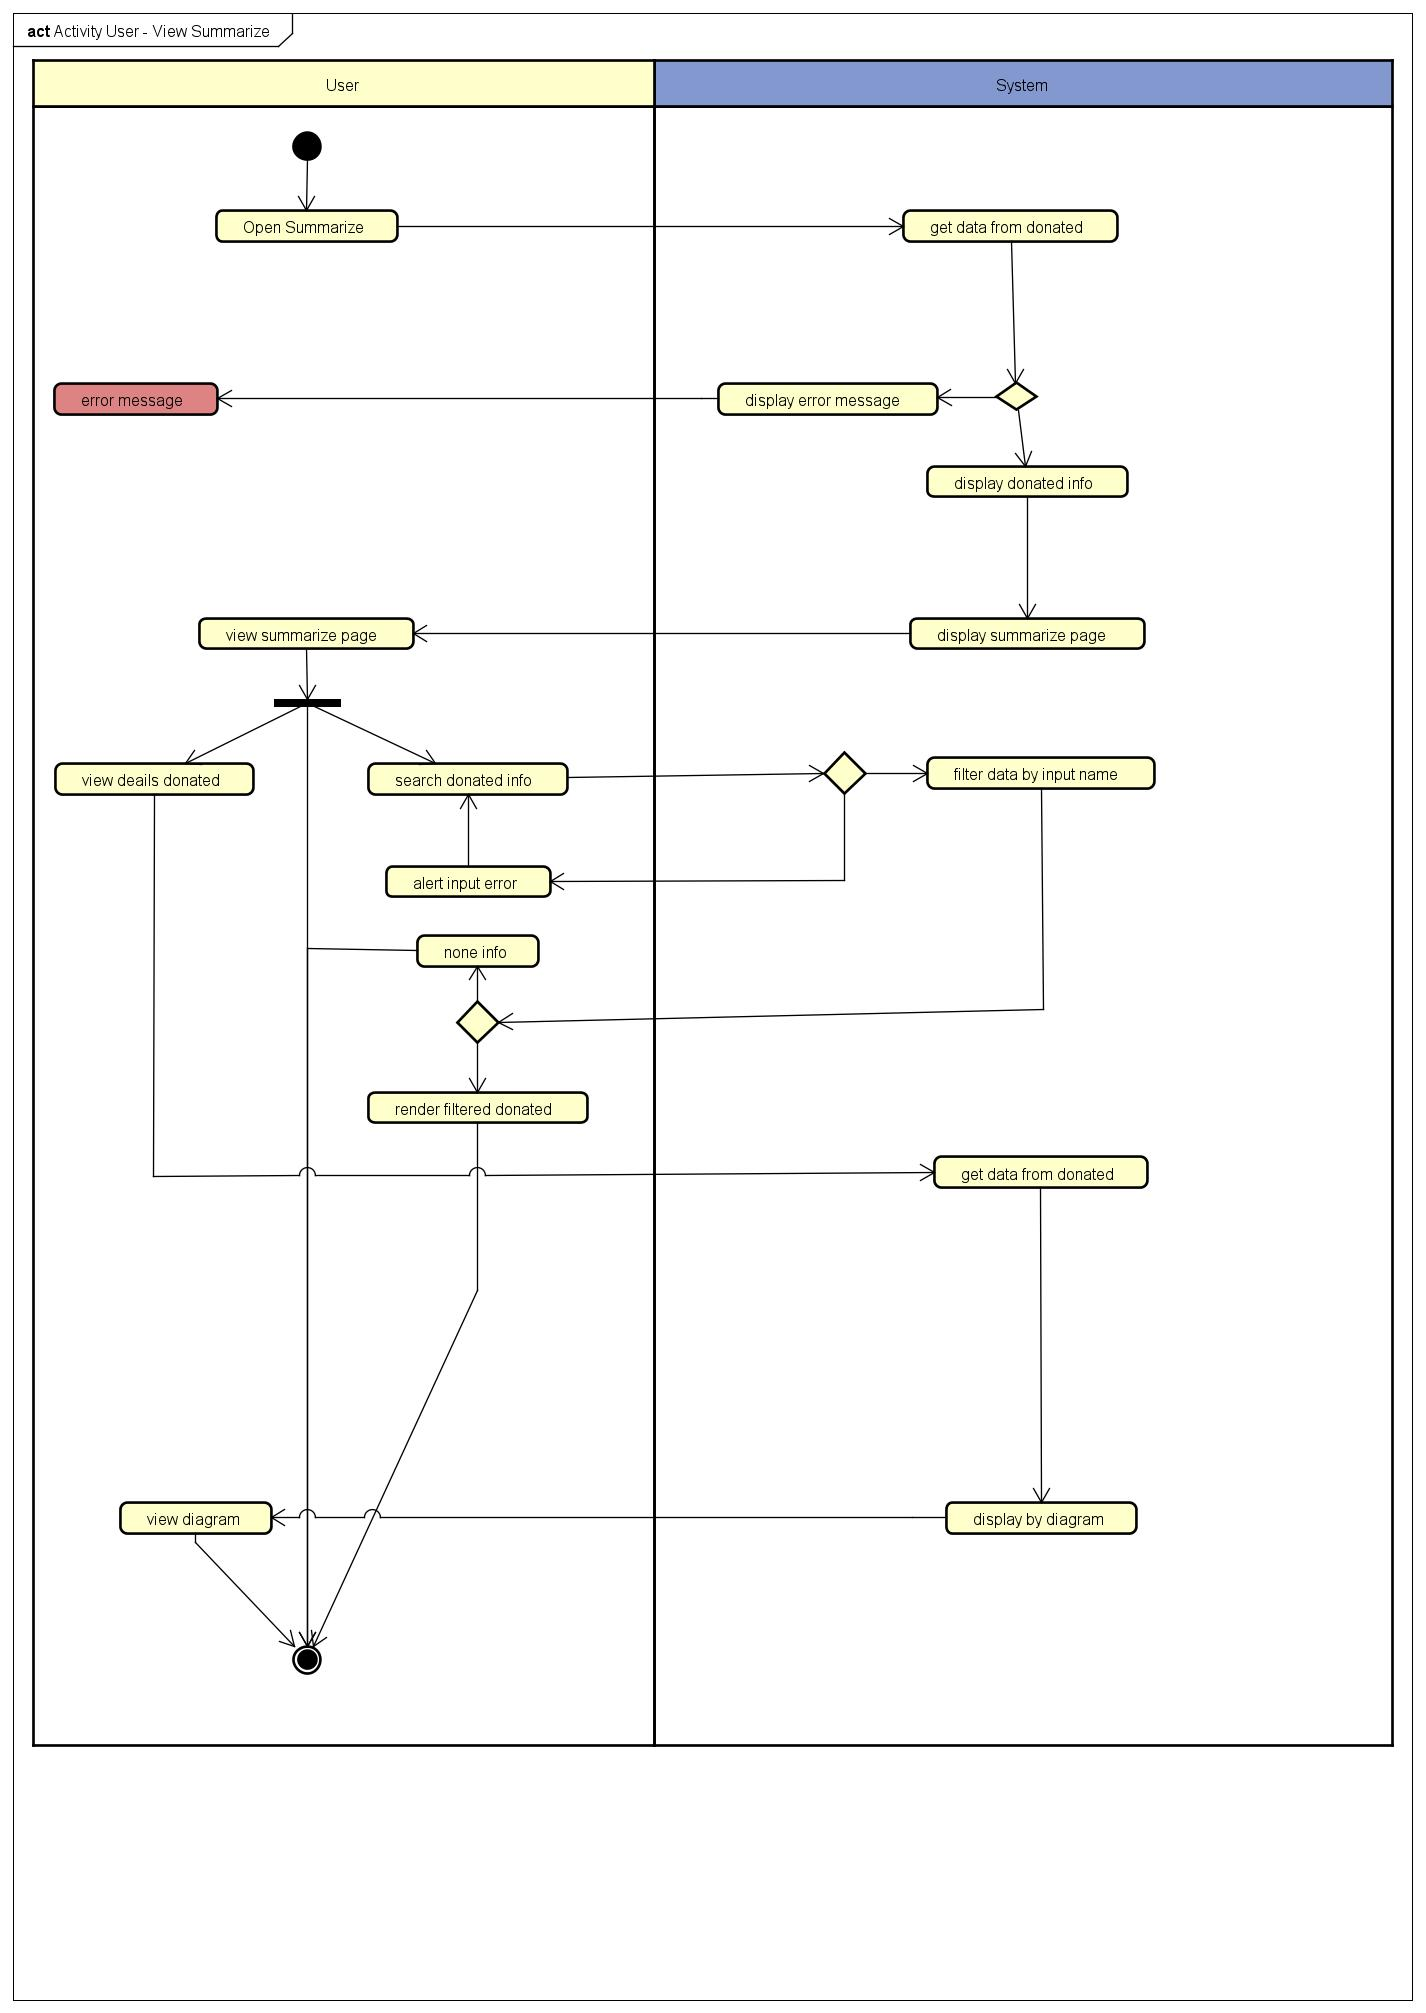 act Activity User - View Summarize
User
System
Open Summarize
get data from donated
error message
display error message
display donated info
view summarize page
display summarize page
view deails donated
search donated info
filter data by input name
alert input error
none info
render filtered donated
get data from donated
view diagram
display by diagram